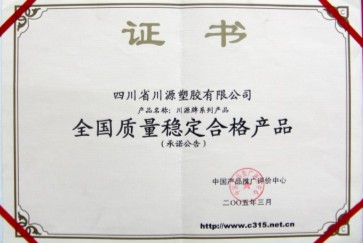 证书
四川省川源塑胶有限公司
产品名称：川源牌系列产品
全国质量稳定合格产品
（承诺公告）
中国产品推广评价中心
二〇〇五年三月
http://www.c315.net.cn